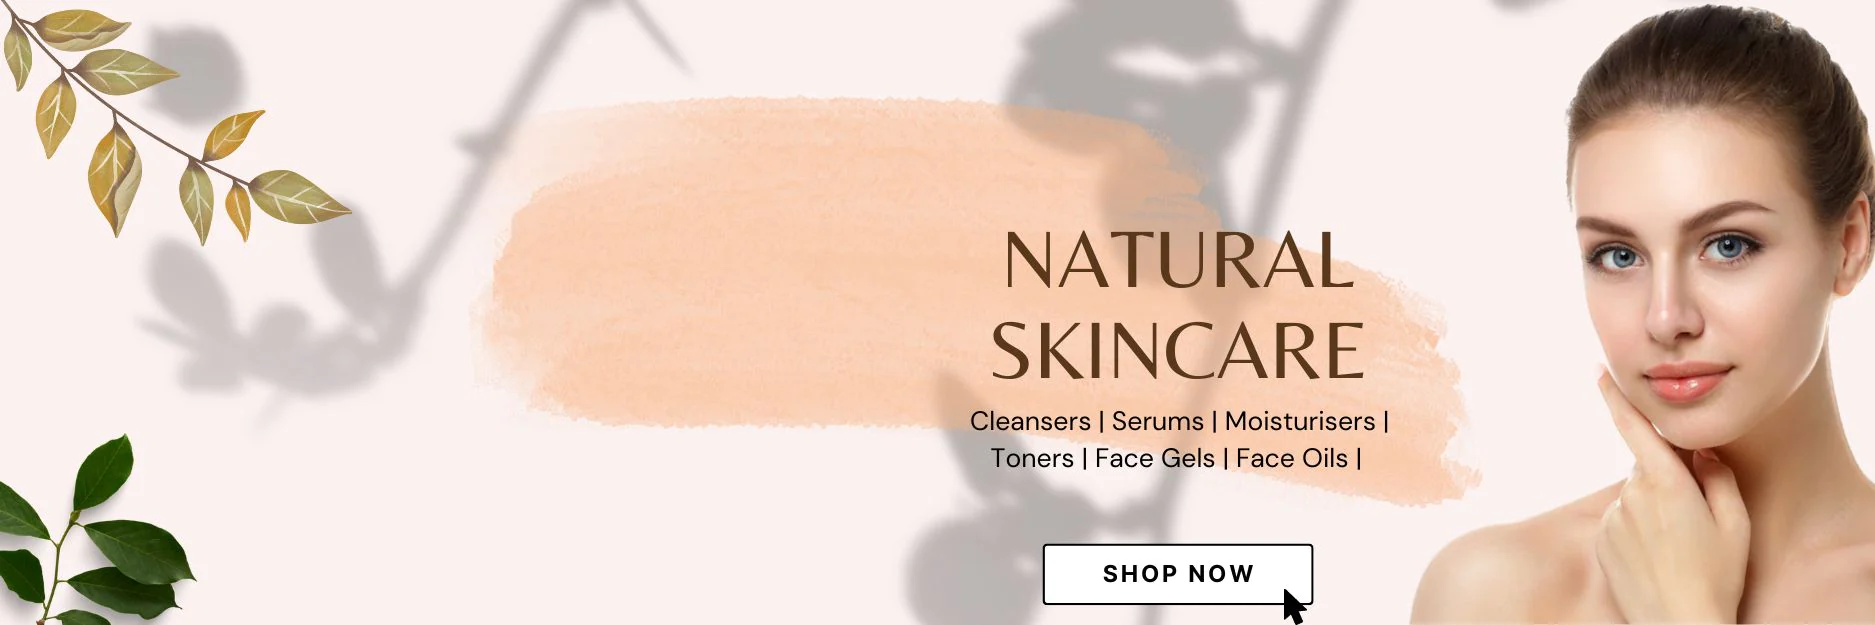 NATURAL
SKINCARE
Cleansers | Serums | Moisturisers |
Toners | Face Gels | Face Oils |
SHOP NOW